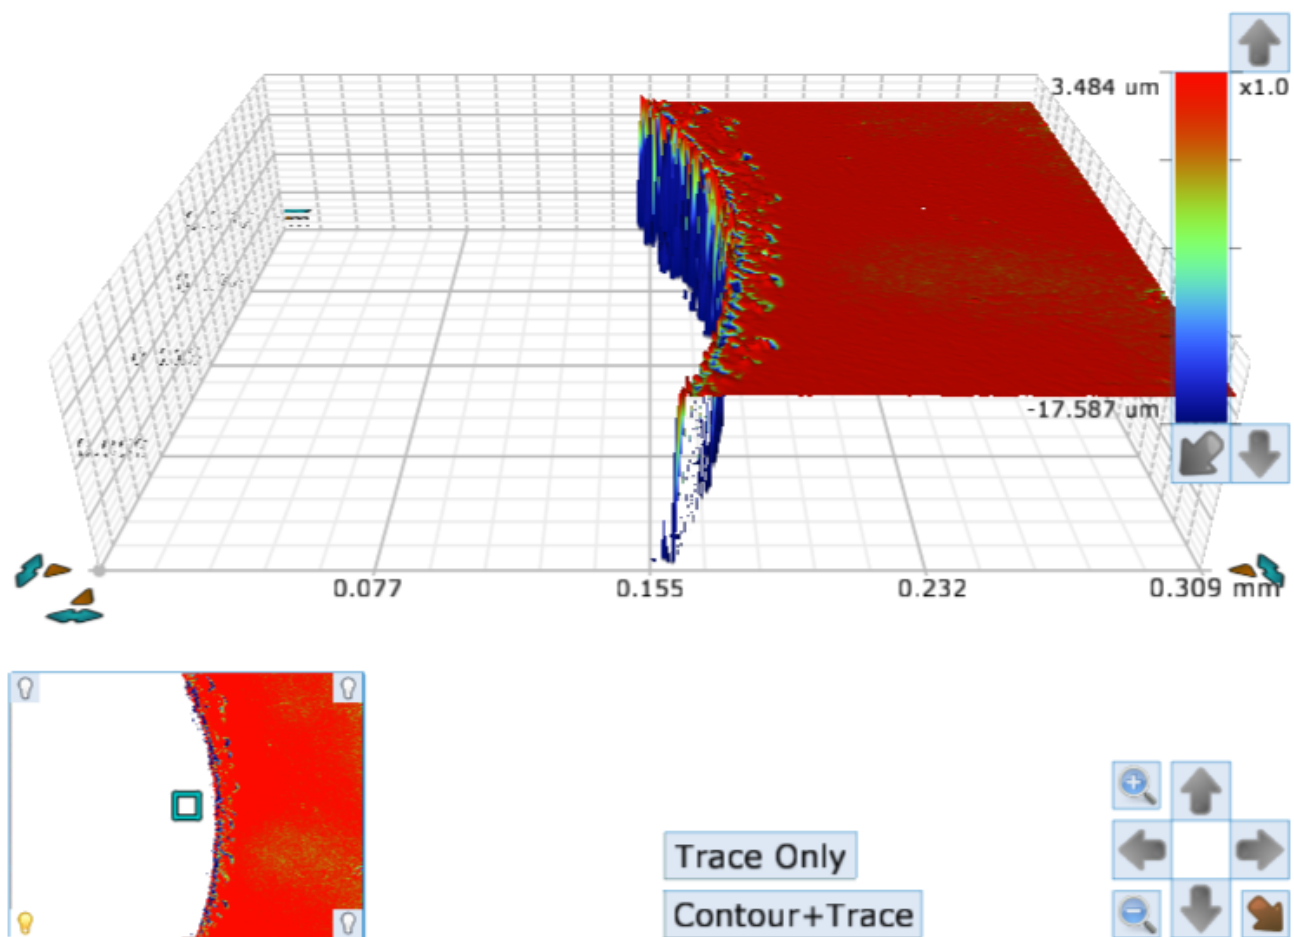 3.484 um
x1.0
-17.587 um
0.077
0.155
0.232
0.309 mm
Trace Only
Contour+Trace